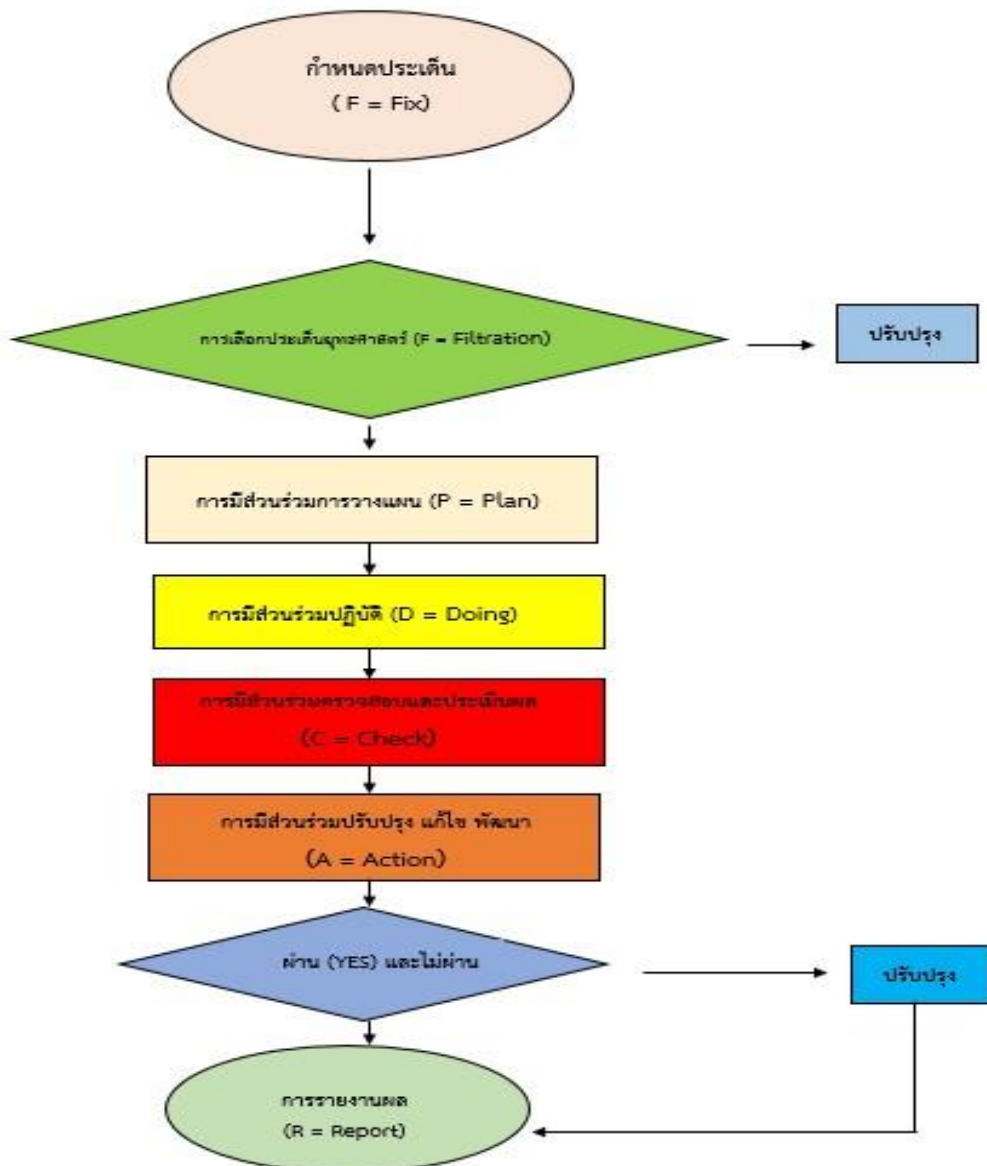 กำหนดประเด็น
( F = Fix)
การเลือกประเด็นยุทธศาสตร์ (F = Filtration)
ปรับปรุง
การมีส่วนร่วมการวางแผน (P = Plan)
การมีส่วนร่วมปฏิบัติ (D = Doing)
การมีส่วนร่วมตรวจสอบและประเมินผล
(C = Check)
การมีส่วนร่วมปรับปรุง แก้ไข พัฒนา
(A = Action)
ผ่าน (YES) และไม่ผ่าน
ปรับปรุง
การรายงานผล
(R = Report)